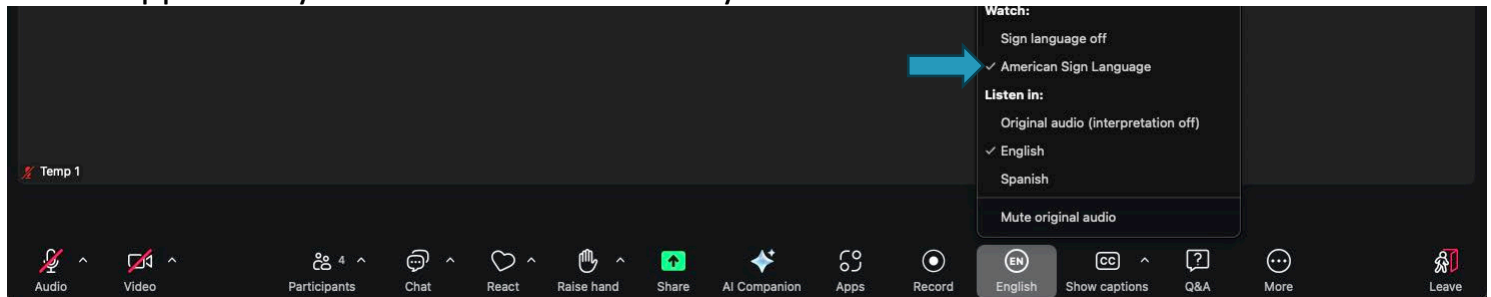 Watch:
Sign language off
✓ American Sign Language
Listen in:
Original audio (interpretation off)
✓ English
Spanish
Mute original audio
Temp 1
4
EN
CC
Audio Video Participants Chat React Raise hand Share AI Companion Apps Record English Show captions Q&A More Leave